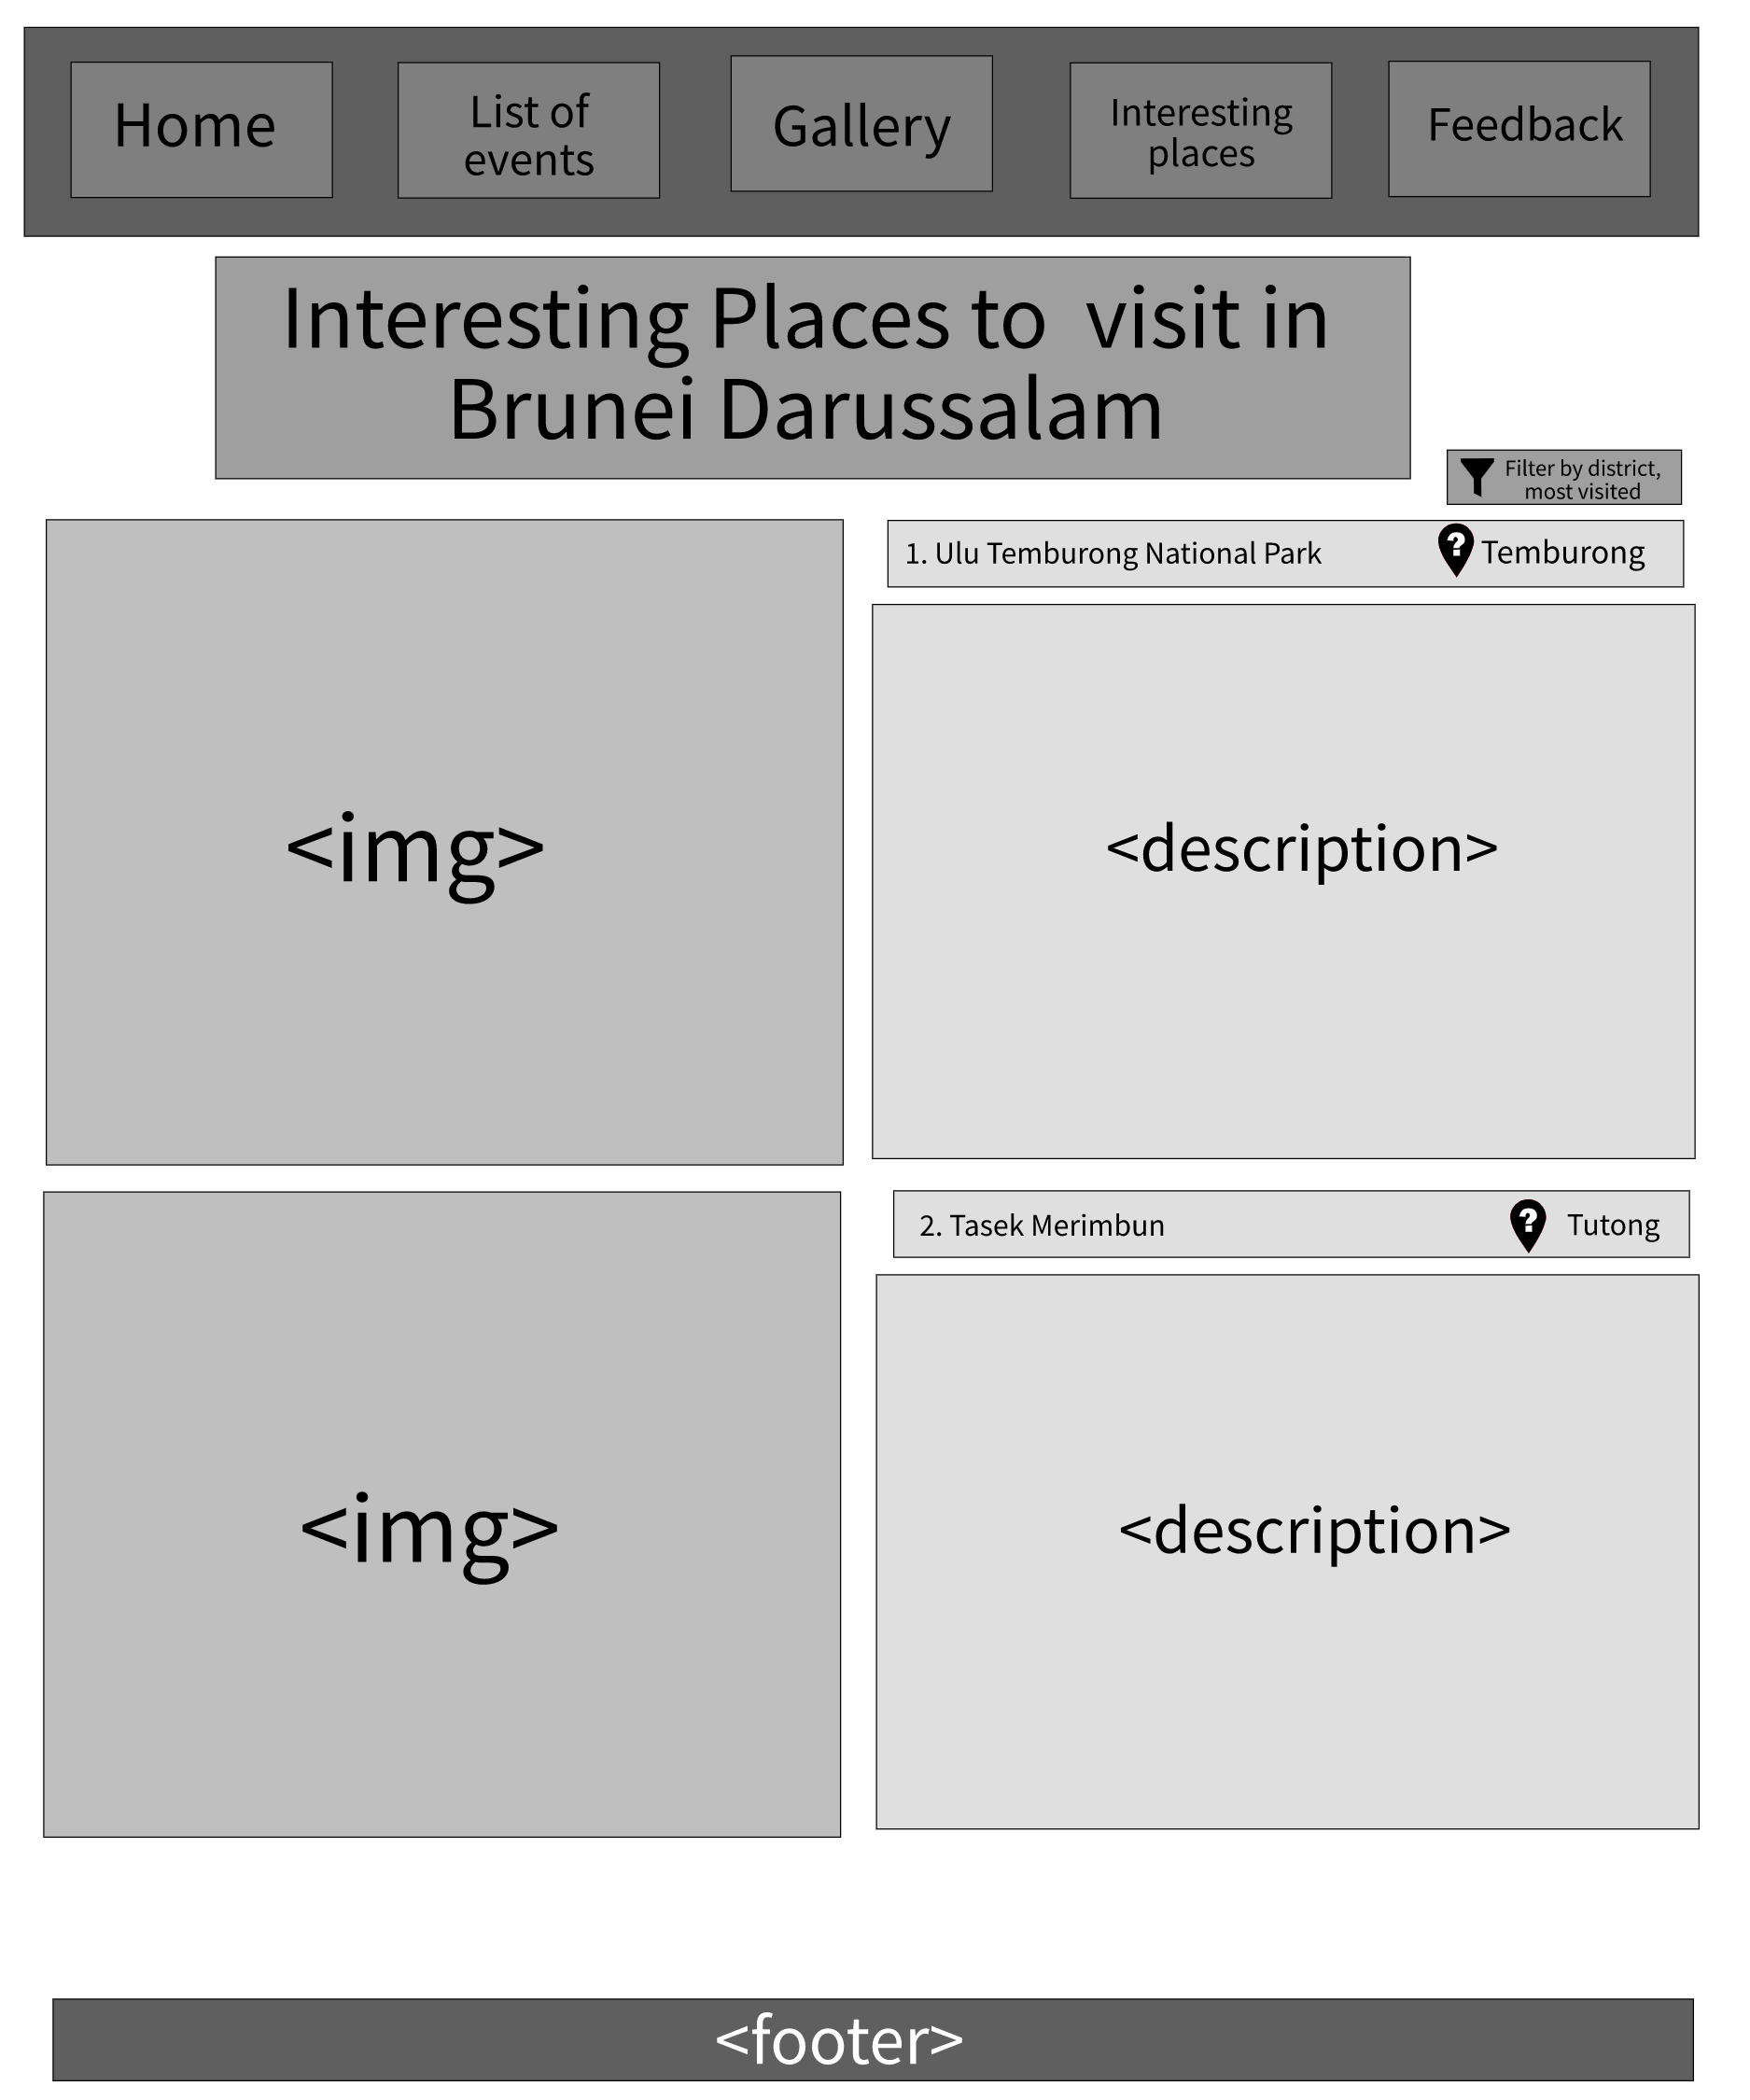 Home
List of
events
Gallery
Interesting
places
Feedback
Interesting Places to  visit in
Brunei Darussalam
Filter by district,
most visited
1. Ulu Temburong National Park
? Temburong
<img>
<description>
2. Tasek Merimbun
? Tutong
<img>
<description>
<footer>